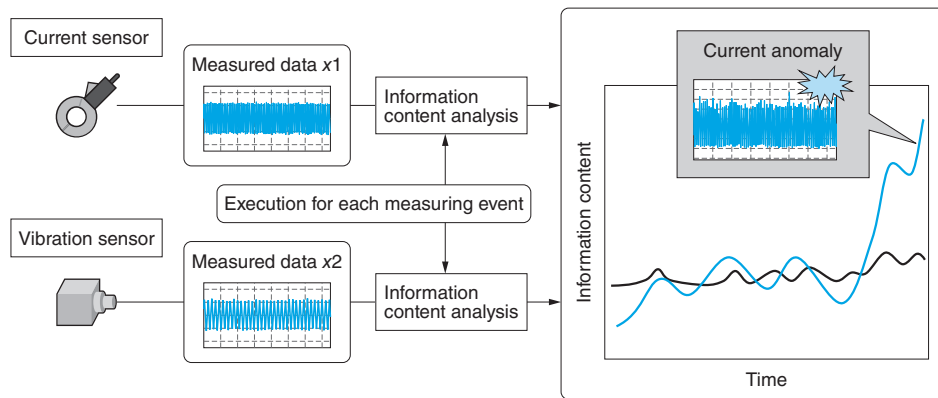 Current sensor
Measured data x1
Information
content analysis
Execution for each measuring event
Vibration sensor
Measured data x2
Information
content analysis
Current anomaly
Information content
Time